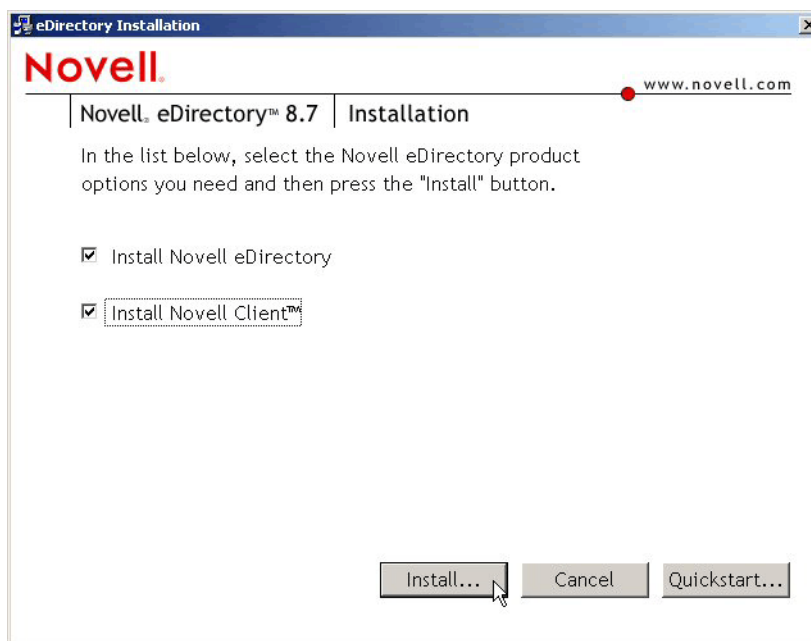 eDirectory Installation
Novell®
www.novell.com
Novell® eDirectory™ 8.7 Installation
In the list below, select the Novell eDirectory product
options you need and then press the "Install" button.
Install Novell eDirectory
Install Novell Client™
Install... Cancel Quickstart...